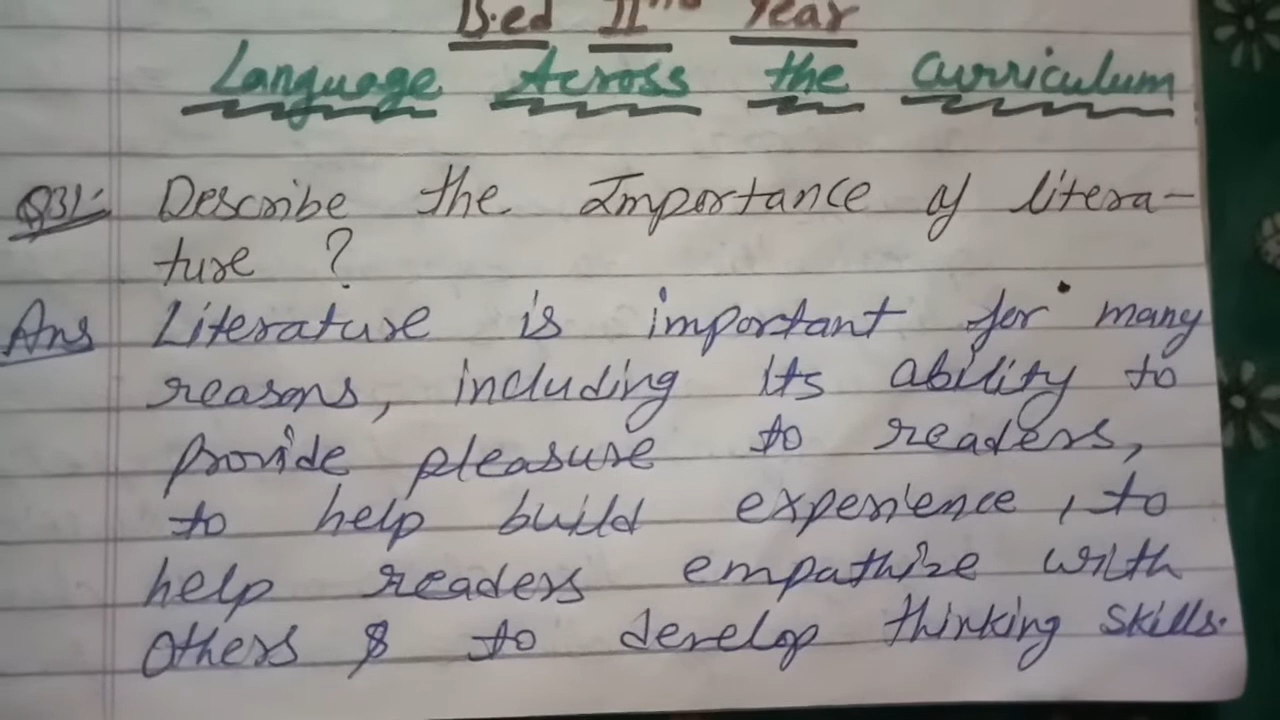 B.ed IInd Year
Language Across the Curriculum
Q31:- Describe the Importance of litera-
ture ?
Ans Literature is important for many
reasons, including its ability to
provide pleasure to readers,
to help build experience, to
help readers empathize with
others & to develop thinking skills.